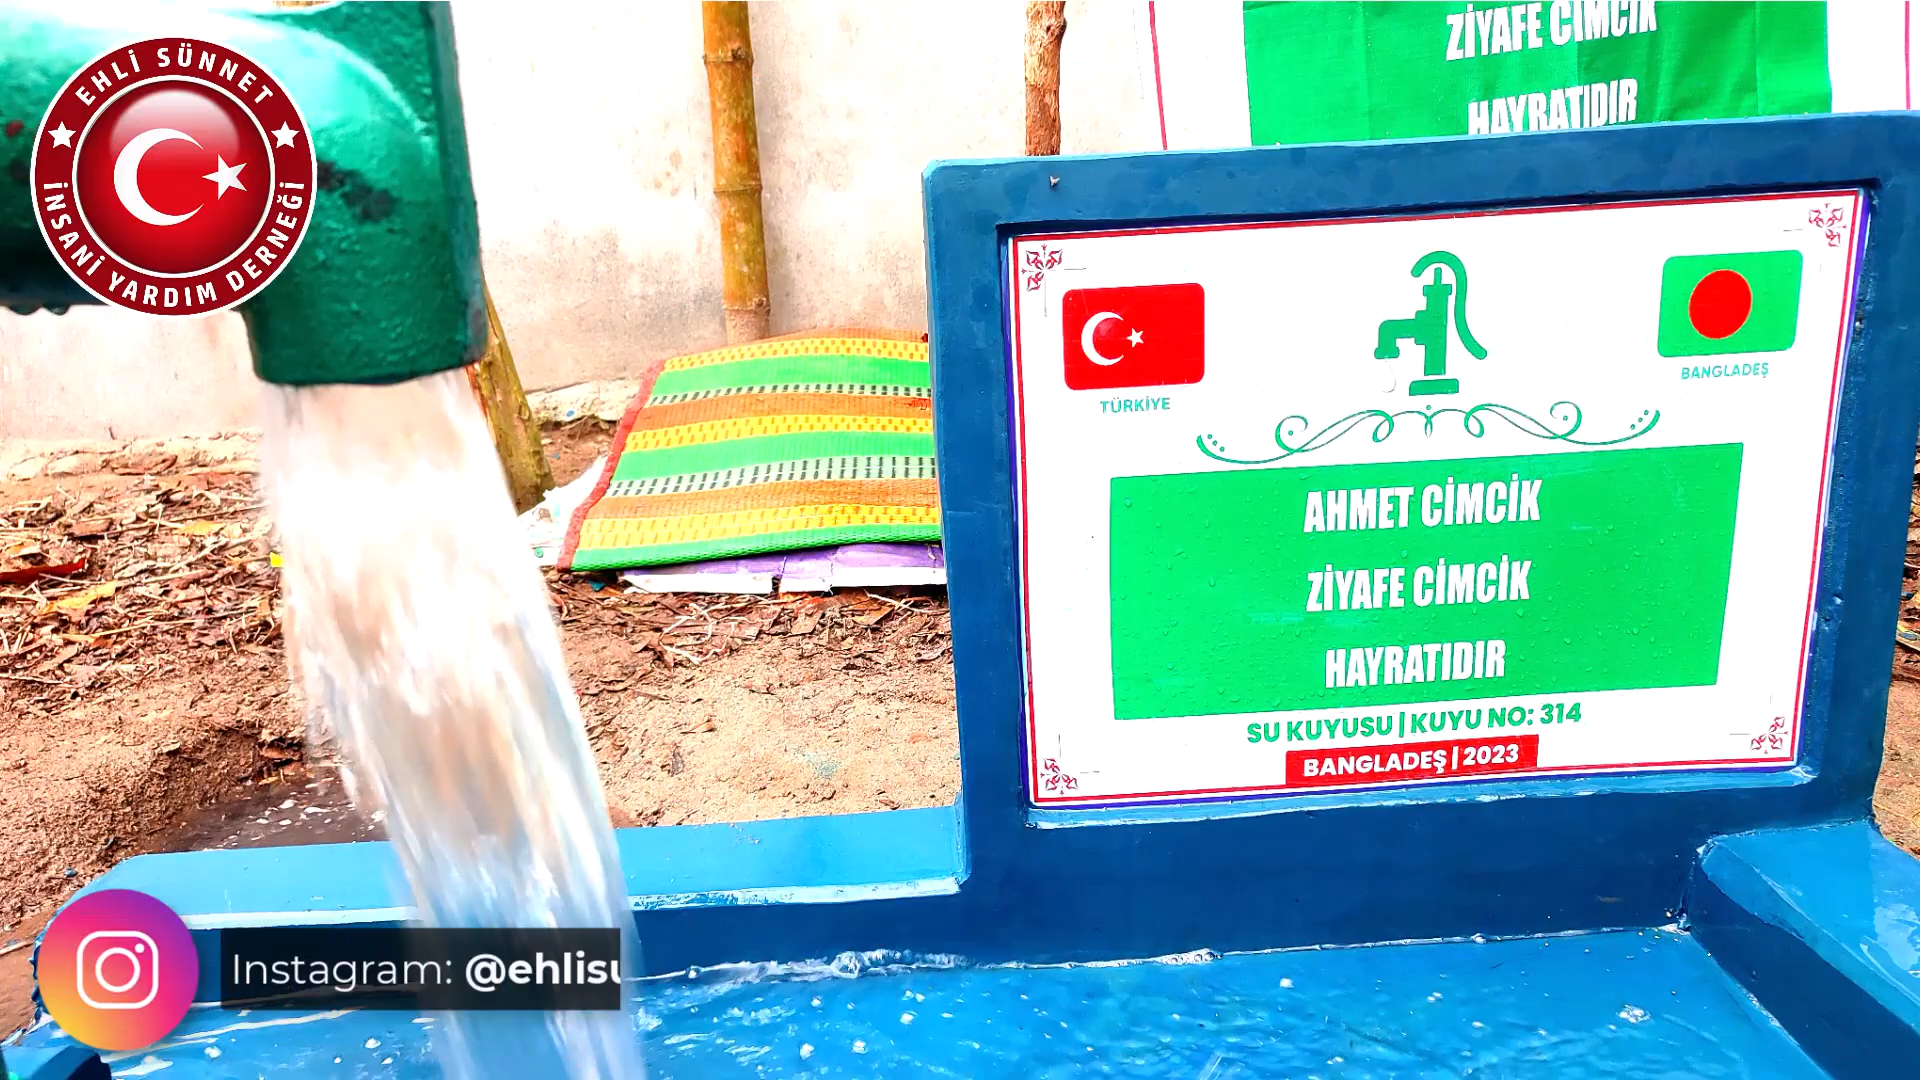 EHLİ SÜNNET
İNSANİ YARDIM DERNEĞİ
ZİYAFE CİMCİK
HAYRATIDIR
TÜRKİYE
BANGLADEŞ
AHMET CİMCİK
ZİYAFE CİMCİK
HAYRATIDIR
SU KUYUSU | KUYU NO: 314
BANGLADEŞ | 2023
Instagram: @ehlisu